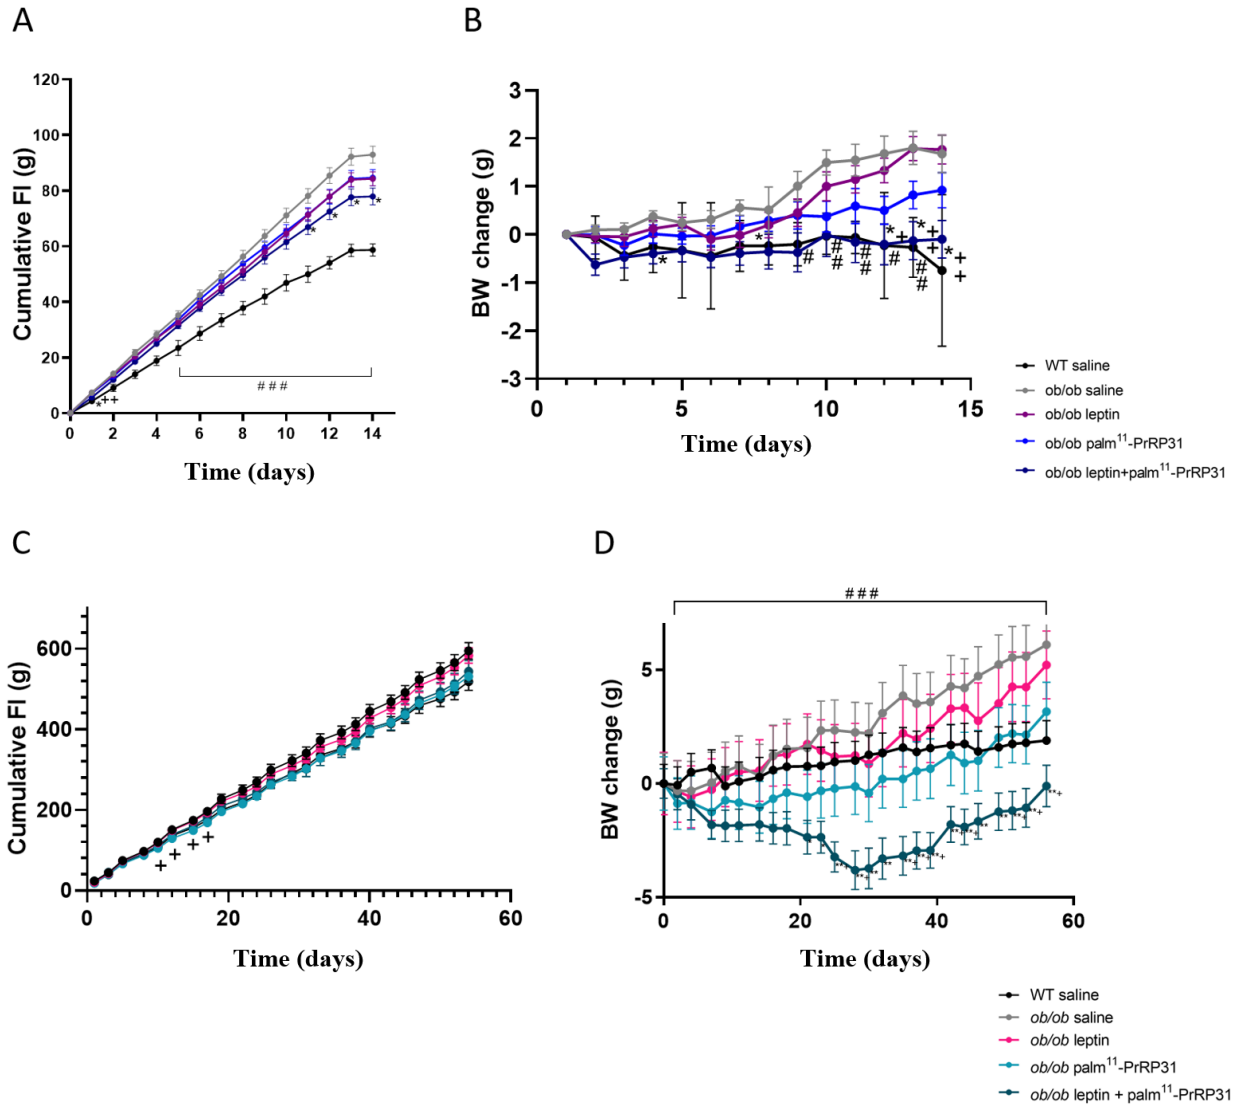 A
B
Cumulative FI (g)
120
100
80
60
40
20
0
0 2 4 6 8 10 12 14
*++
# # #
* * * *
Time (days)
BW change (g)
3
2
1
0
-1
-2
-3
0 5 10 15
* * # # # # # # * + # * + + # # * + +
Time (days)
WT saline
ob/ob saline
ob/ob leptin
ob/ob palm¹¹-PrRP31
ob/ob leptin+palm¹¹-PrRP31
C
D
Cumulative FI (g)
600
400
200
0
0 20 40 60
+ + + +
Time (days)
# # #
BW change (g)
5
0
-5
0 20 40 60
Time (days)
WT saline
ob/ob saline
ob/ob leptin
ob/ob palm¹¹-PrRP31
ob/ob leptin + palm¹¹-PrRP31